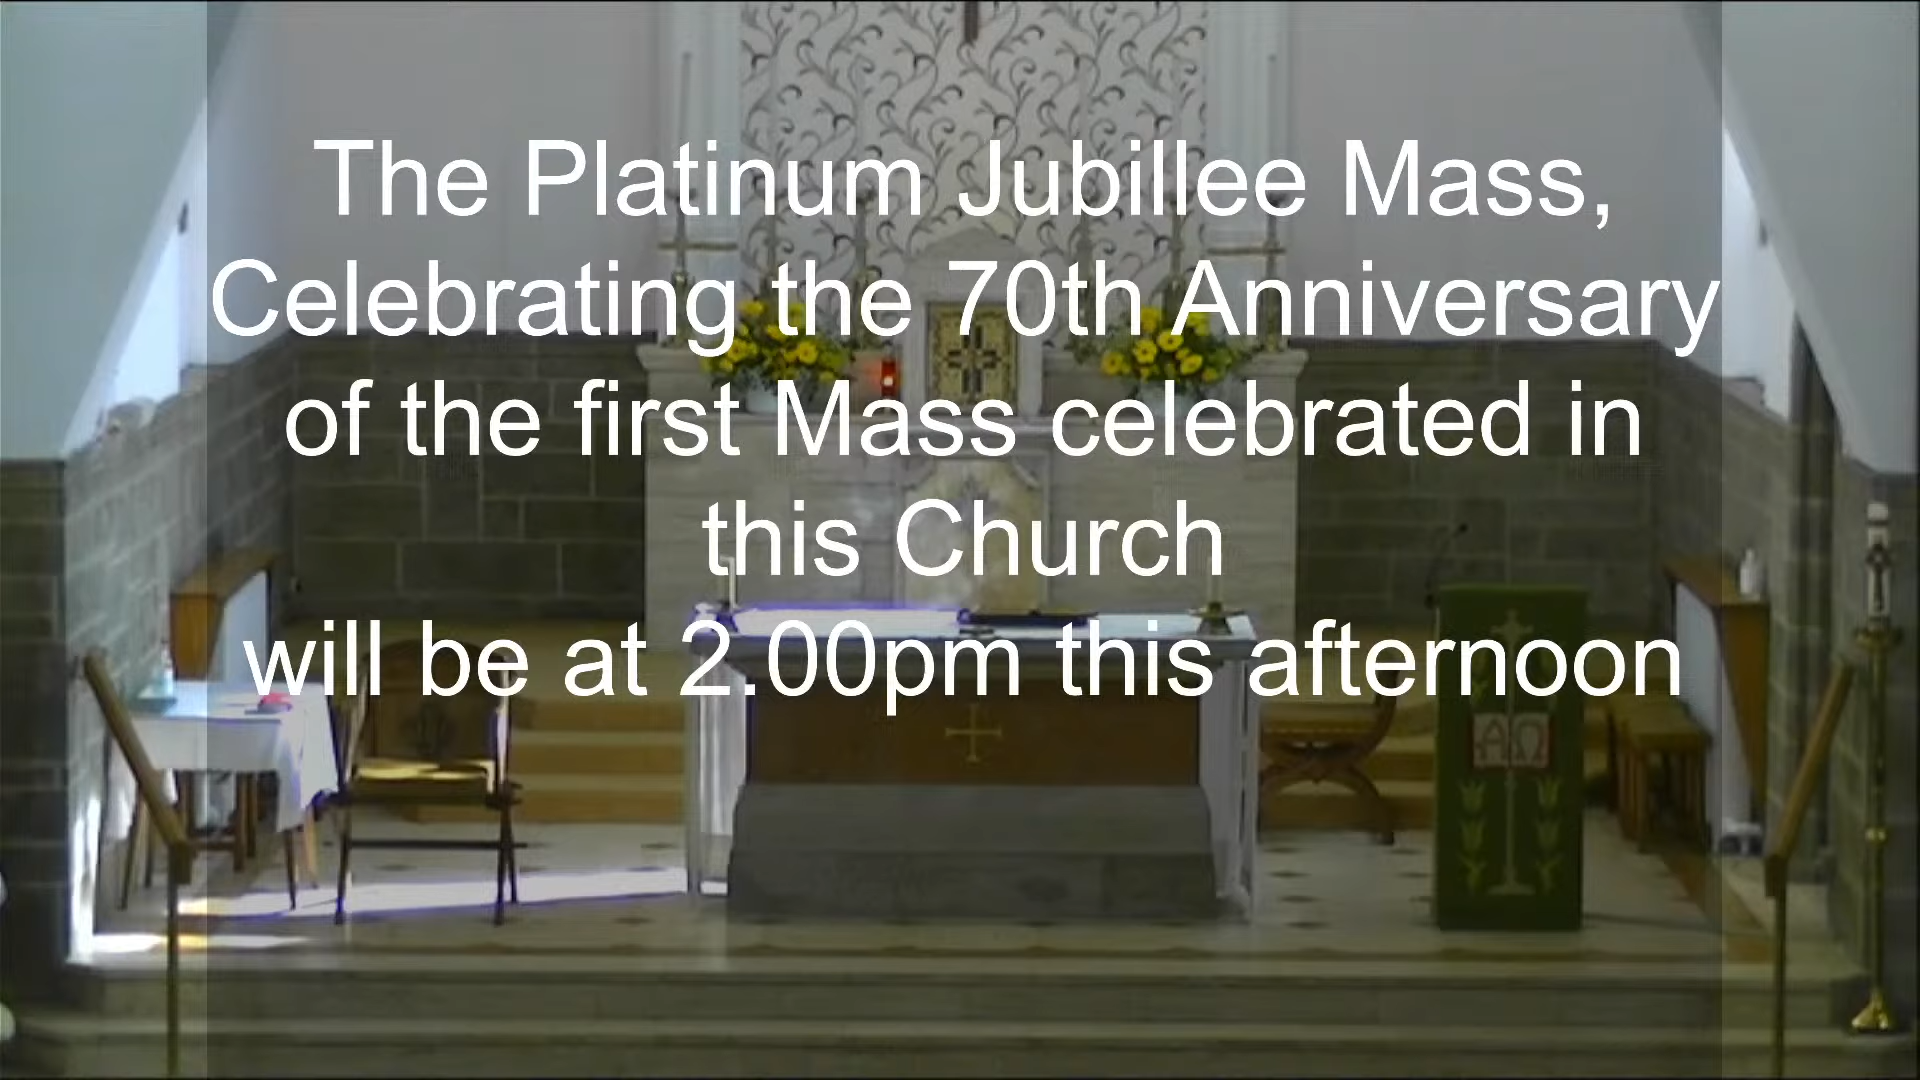 The Platinum Jubillee Mass,
Celebrating the 70th Anniversary
of the first Mass celebrated in
this Church
will be at 2.00pm this afternoon
ΑΩ